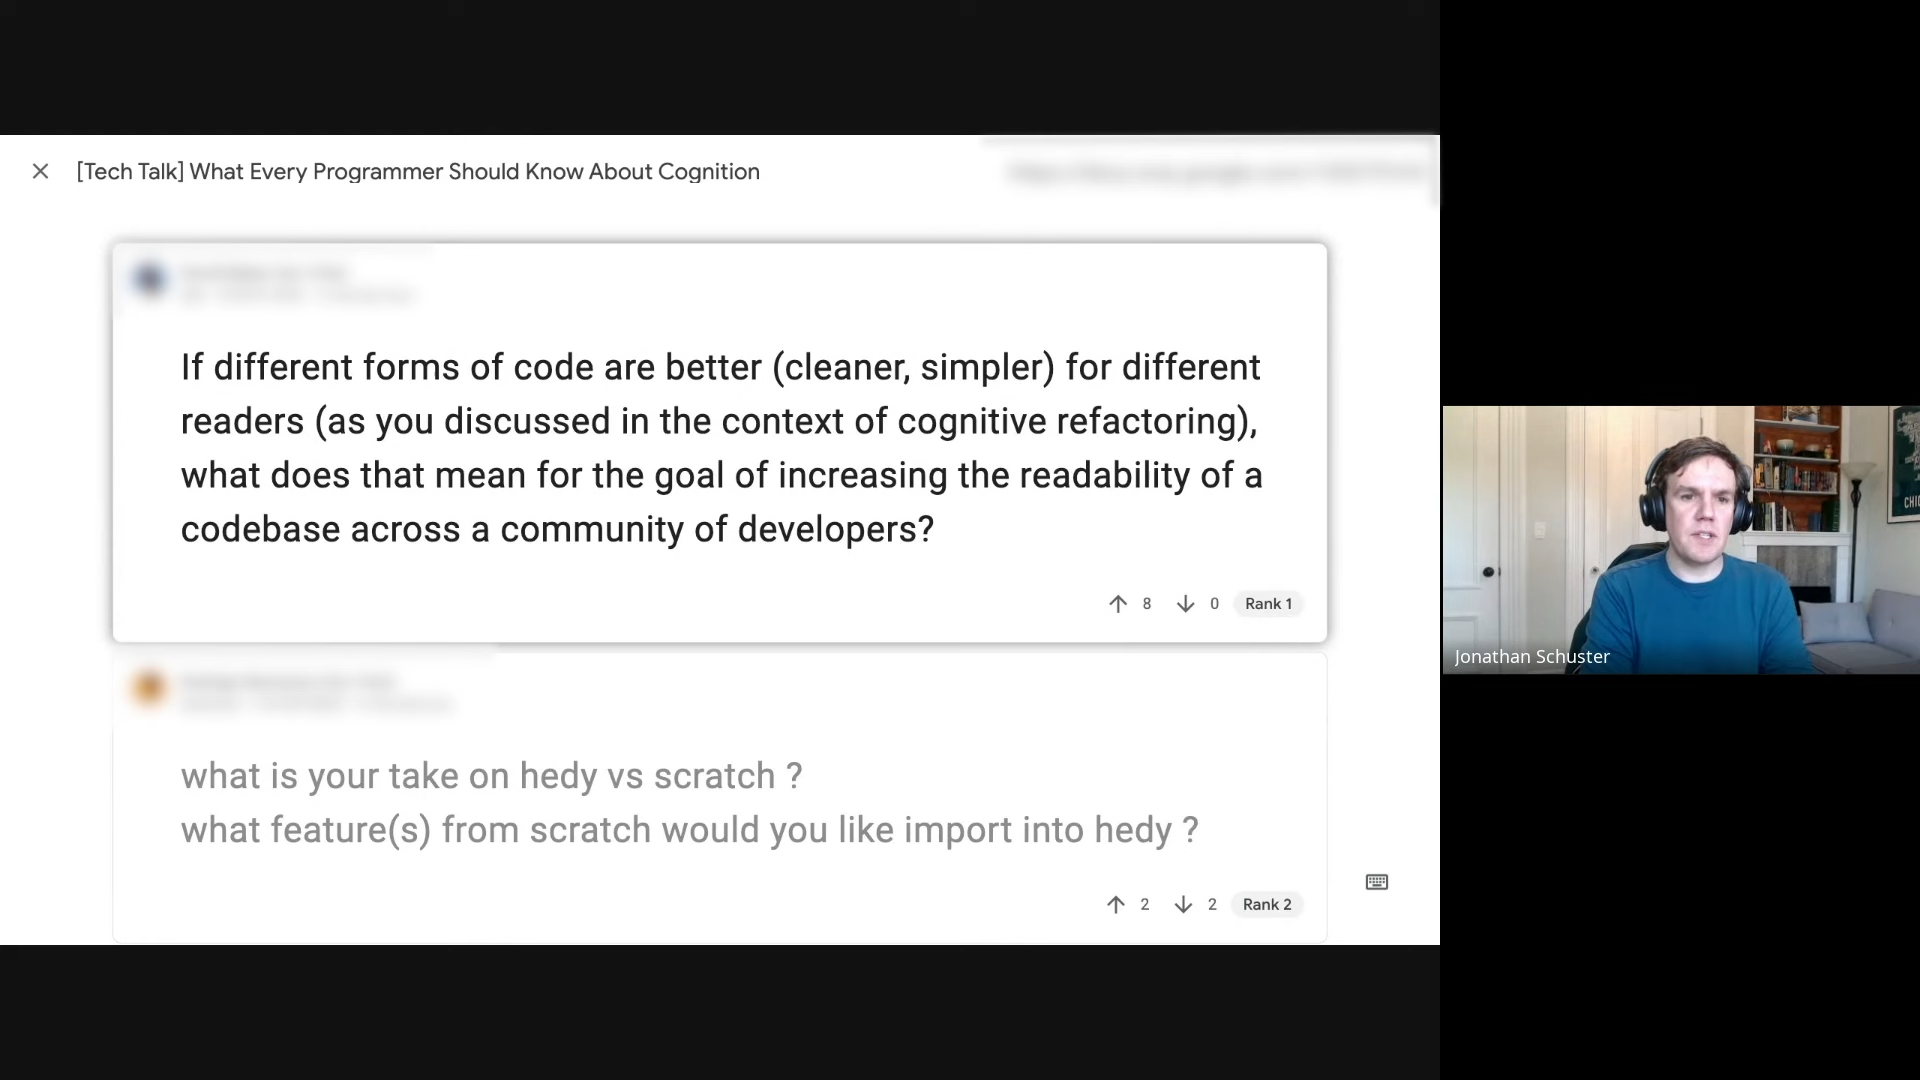 [Tech Talk] What Every Programmer Should Know About Cognition
If different forms of code are better (cleaner, simpler) for different
readers (as you discussed in the context of cognitive refactoring),
what does that mean for the goal of increasing the readability of a
codebase across a community of developers?
8 0 Rank 1
what is your take on hedy vs scratch ?
what feature(s) from scratch would you like import into hedy ?
2 2 Rank 2
CHIC
Jonathan Schuster